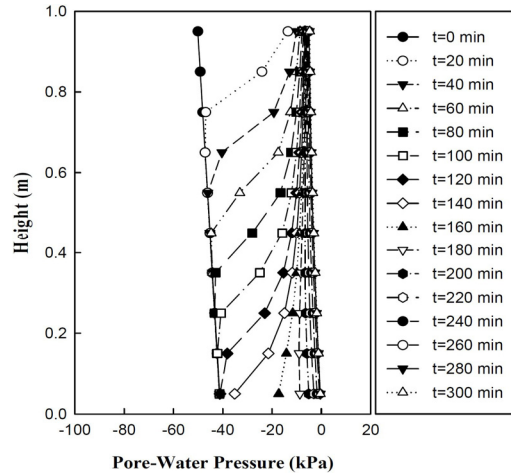 1.0
0.8
0.6
0.4
0.2
0.0
Height (m)
-100
-80
-60
-40
-20
0
20
Pore-Water Pressure (kPa)
t=0 min
t=20 min
t=40 min
t=60 min
t=80 min
t=100 min
t=120 min
t=140 min
t=160 min
t=180 min
t=200 min
t=220 min
t=240 min
t=260 min
t=280 min
t=300 min